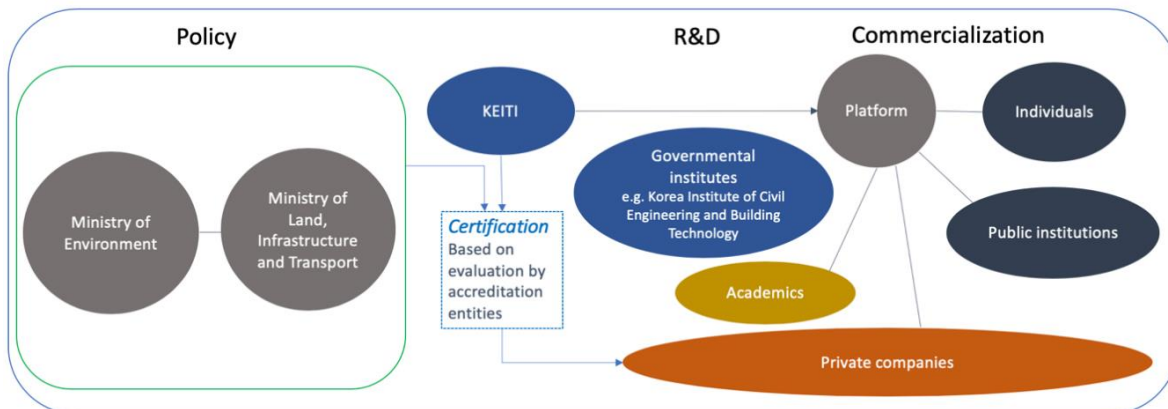 Policy
R&D
Commercialization
KEITI
Platform
Individuals
Governmental
institutes
e.g. Korea Institute of Civil
Engineering and Building
Technology
Ministry of
Environment
Ministry of
Land,
Infrastructure
and Transport
Certification
Based on
evaluation by
accreditation
entities
Public institutions
Academics
Private companies